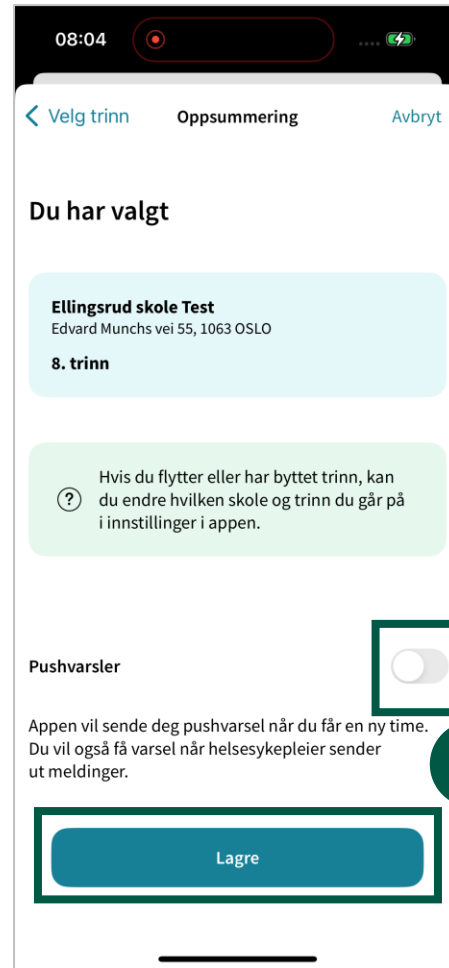 08:04
Velg trinn
Oppsummering
Avbryt
Du har valgt
Ellingsrud skole Test
Edvard Munchs vei 55, 1063 OSLO
8. trinn
Hvis du flytter eller har byttet trinn, kan
du endre hvilken skole og trinn du går på
i innstillinger i appen.
Pushvarsler
Appen vil sende deg pushvarsel når du får en ny time.
Du vil også få varsel når helsesykepleier sender
ut meldinger.
Lagre